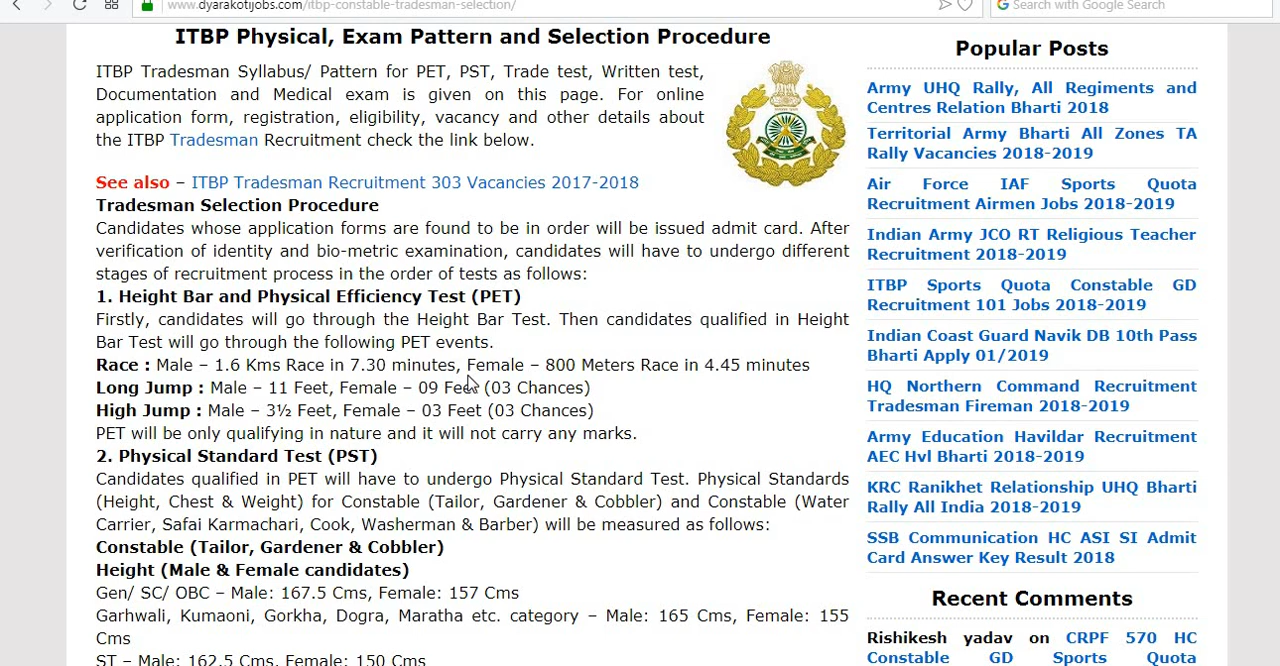 www.dyarakotjobs.com/itbp-constable-tradesman-selection/
Search with Google Search
ITBP Physical, Exam Pattern and Selection Procedure
ITBP Tradesman Syllabus/ Pattern for PET, PST, Trade test, Written test,
Documentation and Medical exam is given on this page. For online
application form, registration, eligibility, vacancy and other details about
the ITBP Tradesman Recruitment check the link below.
See also – ITBP Tradesman Recruitment 303 Vacancies 2017-2018
Tradesman Selection Procedure
Candidates whose application forms are found to be in order will be issued admit card. After
verification of identity and bio-metric examination, candidates will have to undergo different
stages of recruitment process in the order of tests as follows:
1. Height Bar and Physical Efficiency Test (PET)
Firstly, candidates will go through the Height Bar Test. Then candidates qualified in Height
Bar Test will go through the following PET events.
Race : Male – 1.6 Kms Race in 7.30 minutes, Female – 800 Meters Race in 4.45 minutes
Long Jump : Male – 11 Feet, Female – 09 Feet (03 Chances)
High Jump : Male – 3½ Feet, Female – 03 Feet (03 Chances)
PET will be only qualifying in nature and it will not carry any marks.
2. Physical Standard Test (PST)
Candidates qualified in PET will have to undergo Physical Standard Test. Physical Standards
(Height, Chest & Weight) for Constable (Tailor, Gardener & Cobbler) and Constable (Water
Carrier, Safai Karmachari, Cook, Washerman & Barber) will be measured as follows:
Constable (Tailor, Gardener & Cobbler)
Height (Male & Female candidates)
Gen/ SC/ OBC – Male: 167.5 Cms, Female: 157 Cms
Garhwali, Kumaoni, Gorkha, Dogra, Maratha etc. category – Male: 165 Cms, Female: 155
Cms
ST – Male: 162.5 Cms, Female: 150 Cms
Popular Posts
Army UHQ Rally, All Regiments and
Centres Relation Bharti 2018
Territorial Army Bharti All Zones TA
Rally Vacancies 2018-2019
Air Force IAF Sports Quota
Recruitment Airmen Jobs 2018-2019
Indian Army JCO RT Religious Teacher
Recruitment 2018-2019
ITBP Sports Quota Constable GD
Recruitment 101 Jobs 2018-2019
Indian Coast Guard Navik DB 10th Pass
Bharti Apply 01/2019
HQ Northern Command Recruitment
Tradesman Fireman 2018-2019
Army Education Havildar Recruitment
AEC Hvl Bharti 2018-2019
KRC Ranikhet Relationship UHQ Bharti
Rally All India 2018-2019
SSB Communication HC ASI SI Admit
Card Answer Key Result 2018
Recent Comments
Rishikesh yadav on CRPF 570 HC
Constable GD Sports Quota